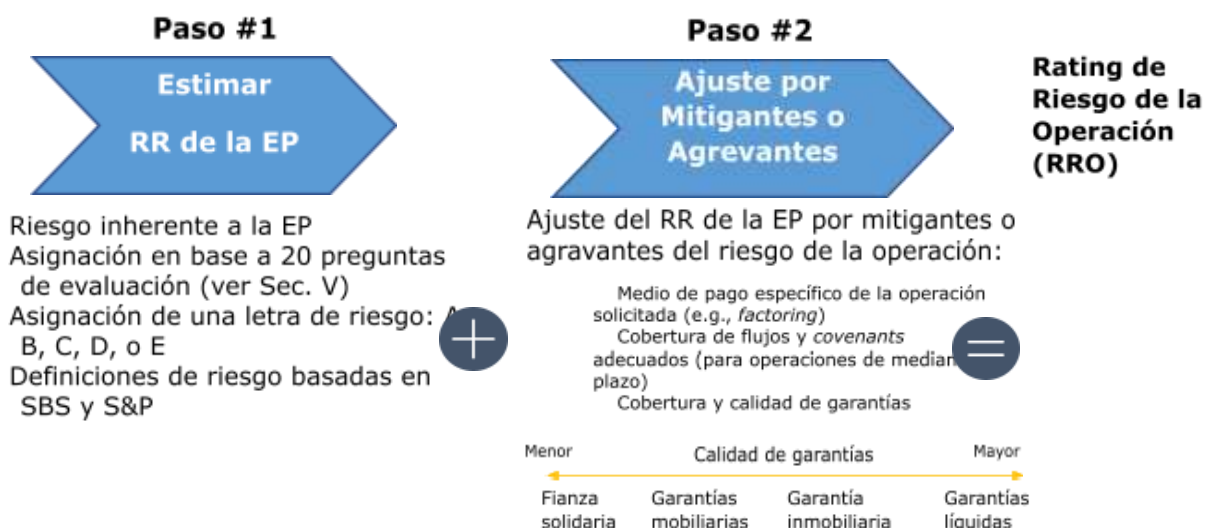 Paso #1
Estimar
RR de la EP
Riesgo inherente a la EP
Asignación en base a 20 preguntas
de evaluación (ver Sec. V)
Asignación de una letra de riesgo: A
B, C, D, o E
Definiciones de riesgo basadas en
SBS y S&P
Paso #2
Ajuste por
Mitigantes o
Agrevantes
Ajuste del RR de la EP por mitigantes o
agravantes del riesgo de la operación:
Medio de pago específico de la operación
solicitada (e.g., factoring)
Cobertura de flujos y covenants
adecuados (para operaciones de median
plazo)
Cobertura y calidad de garantías
Menor Calidad de garantías Mayor
Fianza Garantías Garantía Garantías
solidaria mobiliarias inmobiliaria líquidas
Rating de
Riesgo de la
Operación
(RRO)